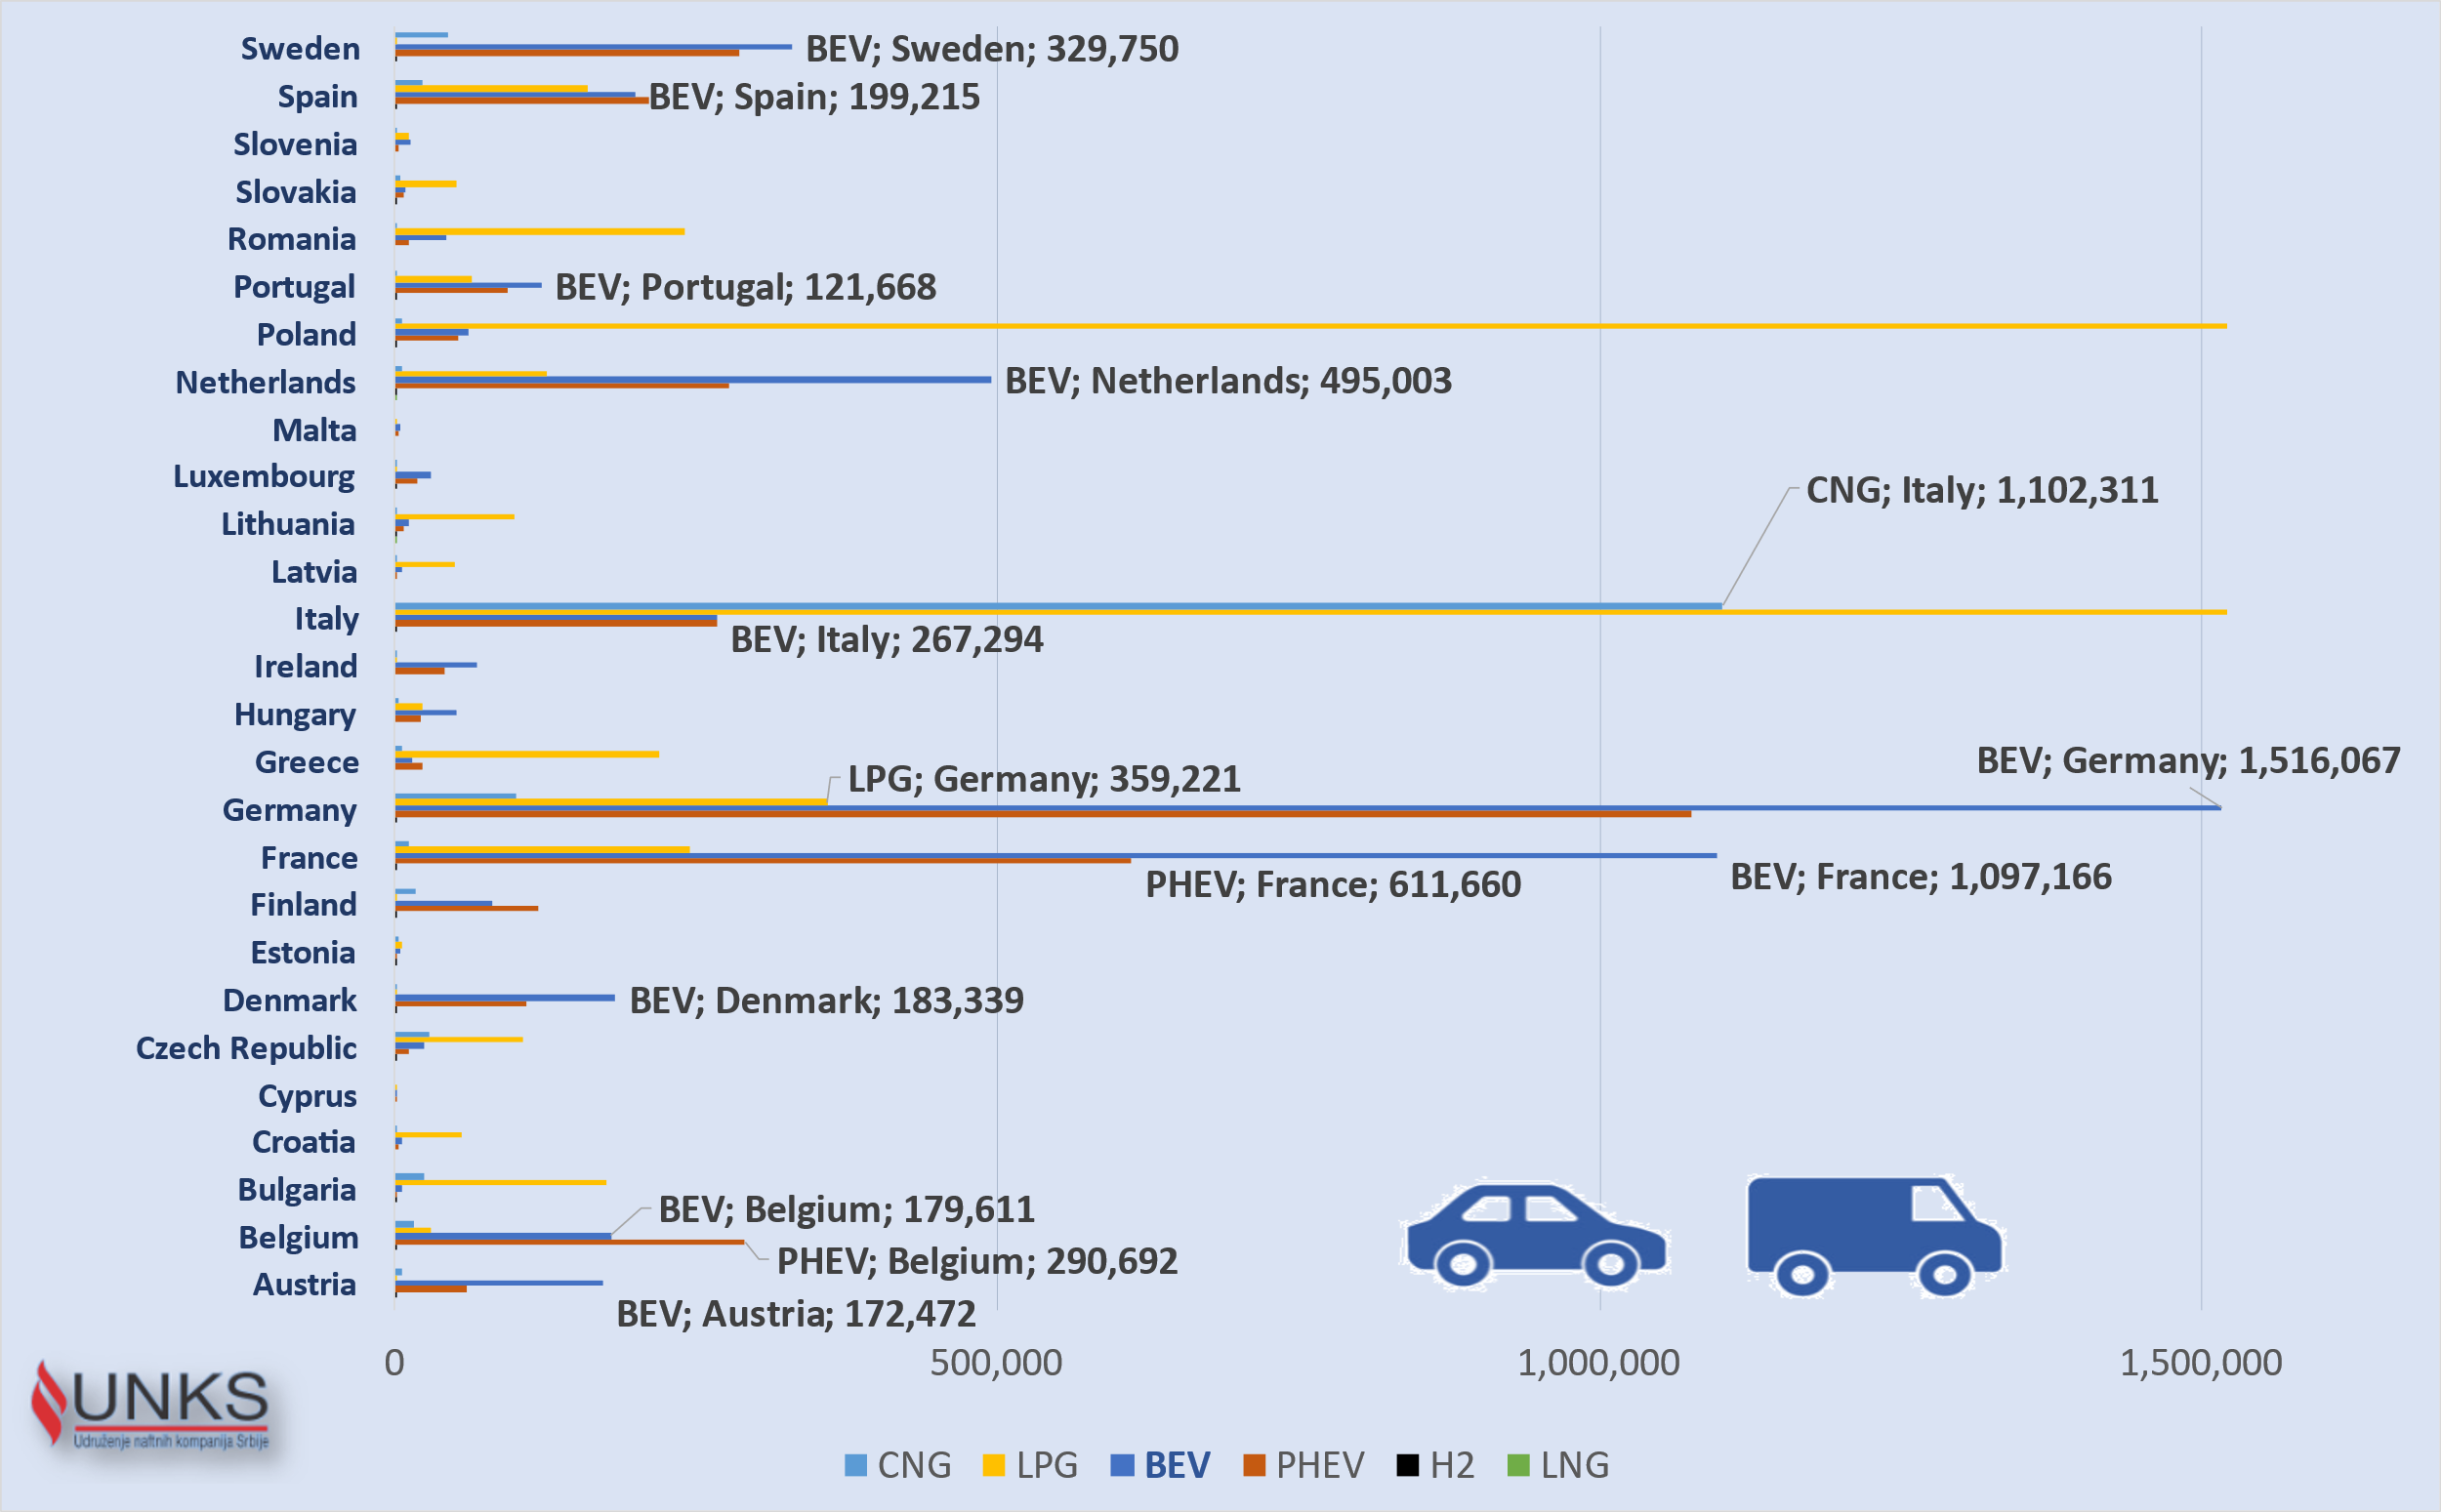 Sweden
BEV; Sweden; 329,750
Spain
BEV; Spain; 199,215
Slovenia
Slovakia
Romania
Portugal
BEV; Portugal; 121,668
Poland
Netherlands
BEV; Netherlands; 495,003
Malta
Luxembourg
CNG; Italy; 1,102,311
Lithuania
Latvia
Italy
BEV; Italy; 267,294
Ireland
Hungary
Greece
BEV; Germany; 1,516,067
LPG; Germany; 359,221
Germany
France
BEV; France; 1,097,166
PHEV; France; 611,660
Finland
Estonia
Denmark
BEV; Denmark; 183,339
Czech Republic
Cyprus
Croatia
Bulgaria
BEV; Belgium; 179,611
Belgium
PHEV; Belgium; 290,692
Austria
BEV; Austria; 172,472
0 500,000 1,000,000 1,500,000
UNKS
Udruženje naftnih kompanija Srbije
CNG LPG BEV PHEV H2 LNG